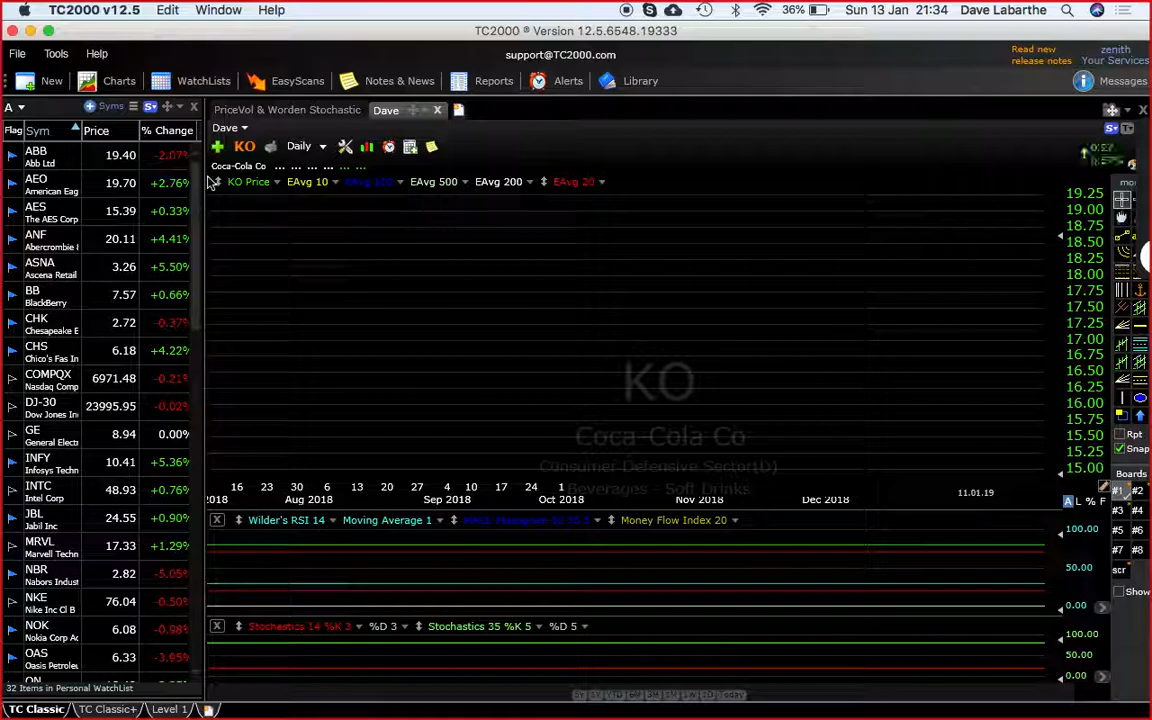 TC2000 v12.5 Edit Window Help 36% Sun 13 Jan 21:34 Dave Labarthe
TC2000 ® Version 12.5.6548.19333
File Tools Help
support@TC2000.com
Read new
release notes
zenith
Your Services
New Charts WatchLists EasyScans Notes & News Reports Alerts Library Messages
A Syms
PriceVol & Worden Stochastic Dave
Flag Sym Price % Change
Dave
KO Daily
Coca-Cola Co
KO Price EAvg 10 EAvg 500 EAvg 200 EAvg 20
ABB 19.40 -2.07%
Abb Ltd
AEO 19.70 +2.76%
American Eag
AES 15.39 +0.33%
The AES Corp
ANF 20.11 +4.41%
Abercrombie
ASNA 3.26 +5.50%
Ascena Retail
BB 7.57 +0.66%
BlackBerry
CHK 2.72 -0.37%
Chesapeake E
CHS 6.18 +4.22%
Chico's Fas In
COMPQX 6971.48 -0.21%
Nasdaq Comp
DJ-30 23995.95 -0.02%
Dow Jones In
GE 8.94 0.00%
General Elect
INFY 10.41 +5.36%
Infosys Techn
INTC 48.93 +0.76%
Intel Corp
JBL 24.55 +0.90%
Jabil Inc
MRVL 17.33 +1.29%
Marvell Techn
NBR 2.82 -5.05%
Nabors Indust
NKE 76.04 -0.50%
Nike Inc Cl B
NOK 6.08 -0.98%
Nokia Corp Ad
OAS 6.33 -3.95%
Oasis Petrole
32 Items in Personal WatchList
TC Classic TC Classic+ Level 1
19.25
19.00
18.75
18.50
18.25
18.00
17.75
17.50
17.25
17.00
16.75
16.50
16.25
16.00
15.75
15.50
15.25
15.00
KO
Coca-Cola Co
Consumer Defensive Sector(D)
Beverages - Soft Drinks
16 23 30 6 13 20 27 4 10 17 24 1
2018 Aug 2018 Sep 2018 Oct 2018 Nov 2018 Dec 2018 11.01.19
A L % F
X Wilder's RSI 14 Moving Average 1 Money Flow Index 20
100.00
50.00
0.00
X Stochastics 14 %K 3 %D 3 Stochastics 35 %K 5 %D 5
100.00
50.00
0.00
Today
Rpt
Snap
Boards
#1 #2
#3 #4
#5 #6
#7 #8
scr
Show